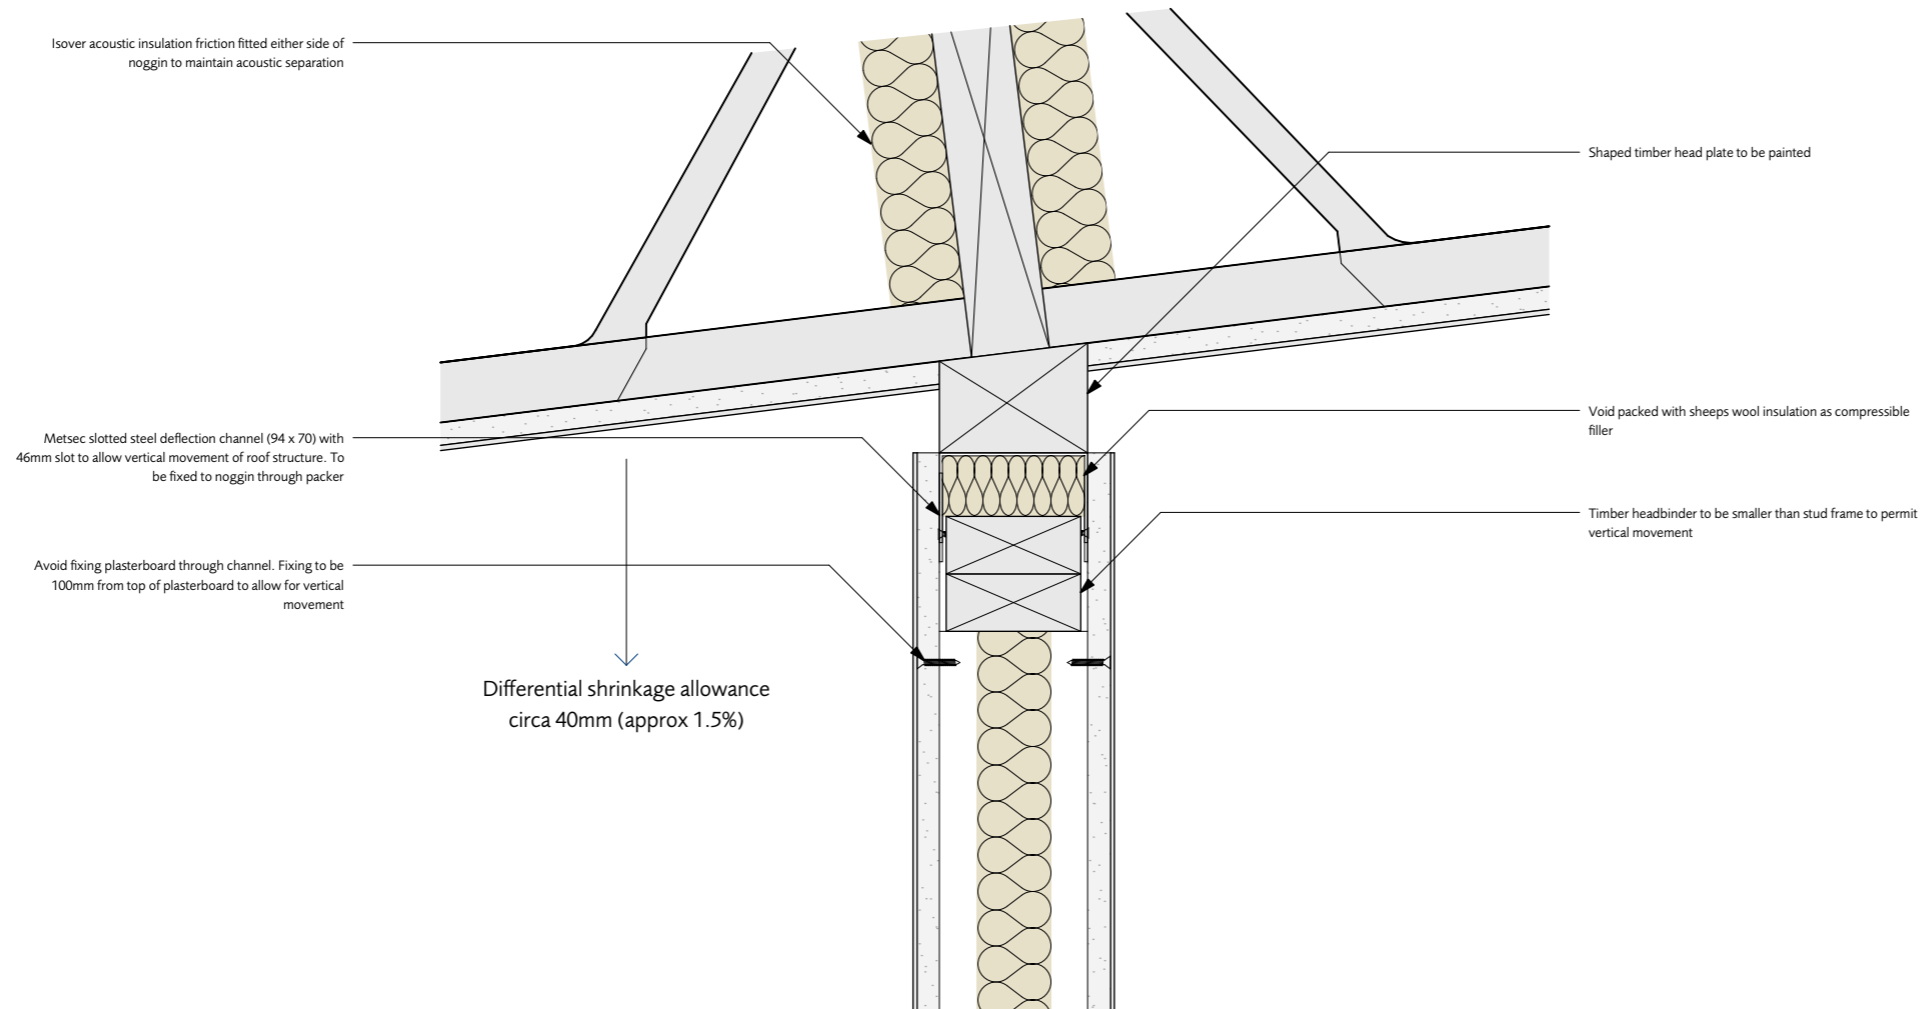 Isover acoustic insulation friction fitted either side of
noggin to maintain acoustic separation
Shaped timber head plate to be painted
Void packed with sheeps wool insulation as compressible
filler
Metsec slotted steel deflection channel (94 x 70) with
46mm slot to allow vertical movement of roof structure. To
be fixed to noggin through packer
Timber headbinder to be smaller than stud frame to permit
vertical movement
Avoid fixing plasterboard through channel. Fixing to be
100mm from top of plasterboard to allow for vertical
movement
Differential shrinkage allowance
circa 40mm (approx 1.5%)